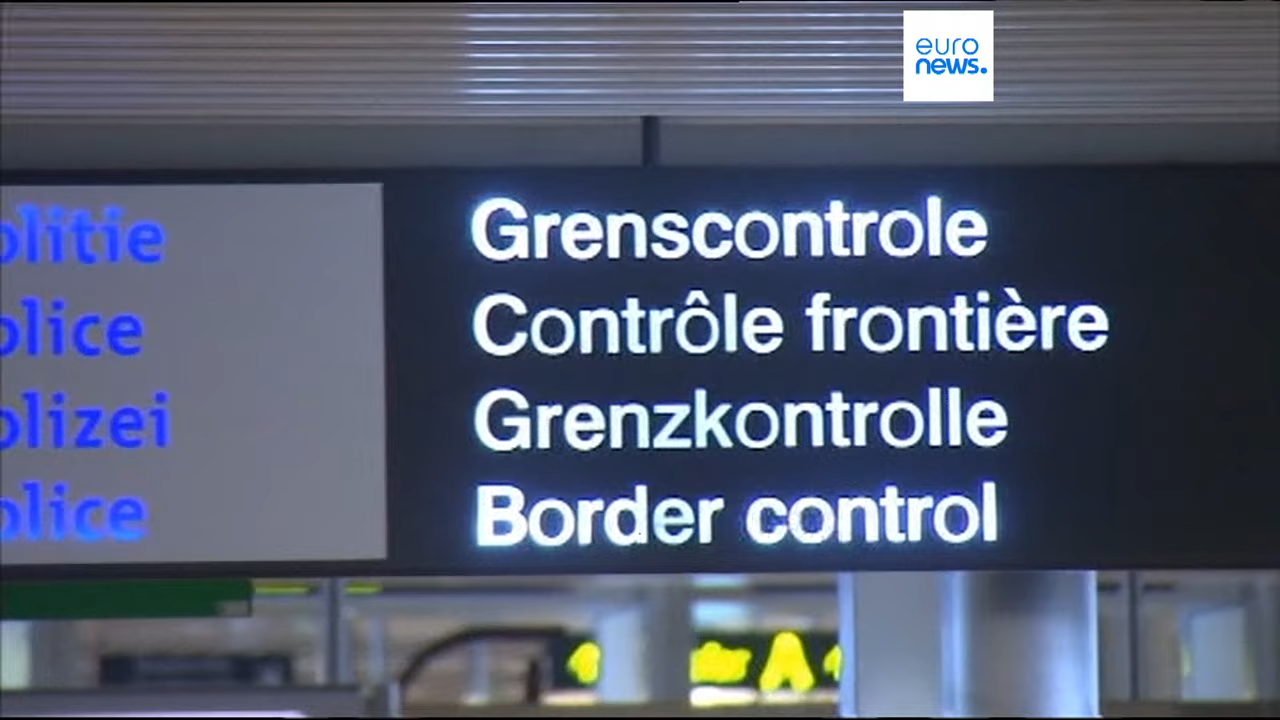 euro
news.
olitie
olice
olizei
olice
Grenscontrole
Contrôle frontière
Grenzkontrolle
Border control
A